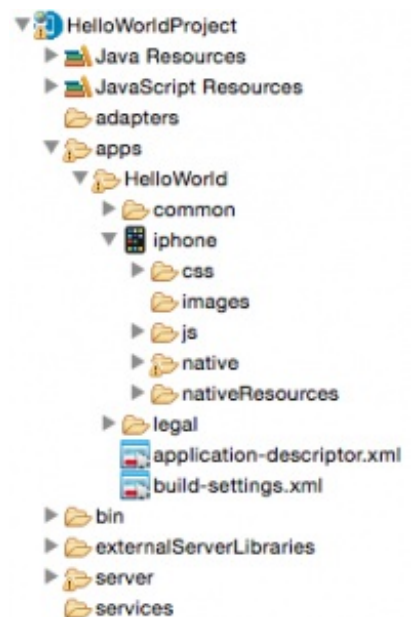 HelloWorldProject
Java Resources
JavaScript Resources
adapters
apps
HelloWorld
common
iphone
css
images
js
native
nativeResources
legal
application-descriptor.xml
build-settings.xml
bin
externalServerLibraries
server
services